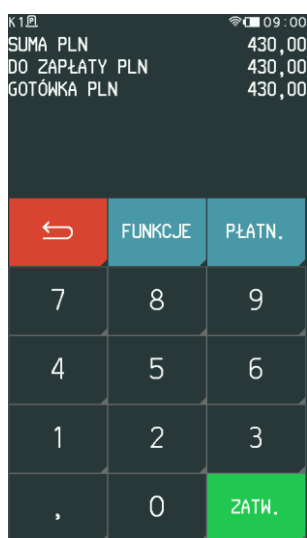 K1 P 09:00
SUMA PLN 430,00
DO ZAPŁATY PLN 430,00
GOTÓWKA PLN 430,00
FUNKCJE PŁATN.
7 8 9
4 5 6
1 2 3
, 0 ZATW.